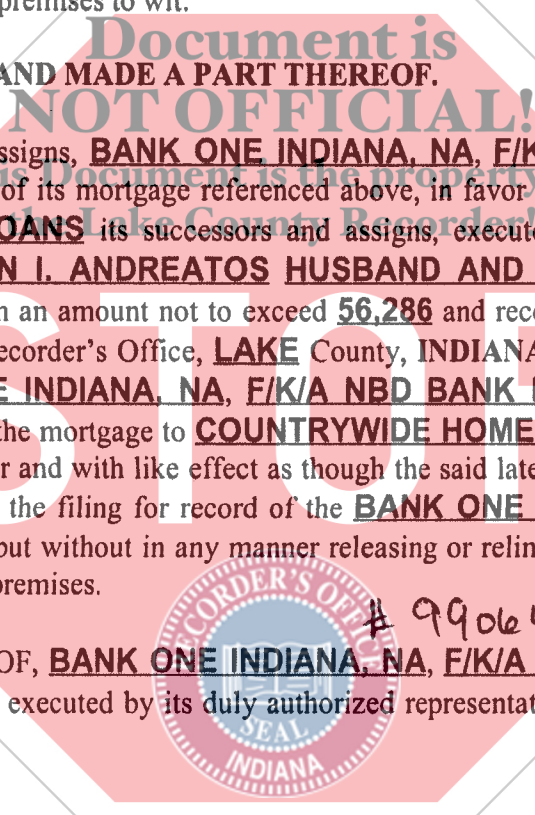 premises to wit.
Document is
AND MADE A PART THEREOF.
NOT OFFICIAL!
ssigns, BANK ONE INDIANA, NA, F/K
is Document is the property
of its mortgage referenced above, in favor
the Lake County Recorder!
OANS its successors and assigns, execute
N I. ANDREATOS HUSBAND AND
n an amount not to exceed 56,286 and reco
STOP
ecorder's Office, LAKE County, INDIANA
E INDIANA, NA, F/K/A NBD BANK
the mortgage to COUNTRYWIDE HOME
r and with like effect as though the said late
the filing for record of the BANK ONE
out without in any manner releasing or relin
premises.
# 99064
OF, BANK ONE INDIANA, NA, F/K/A
executed by its duly authorized representat
RECORDER'S OFFICE
SEAL
INDIANA